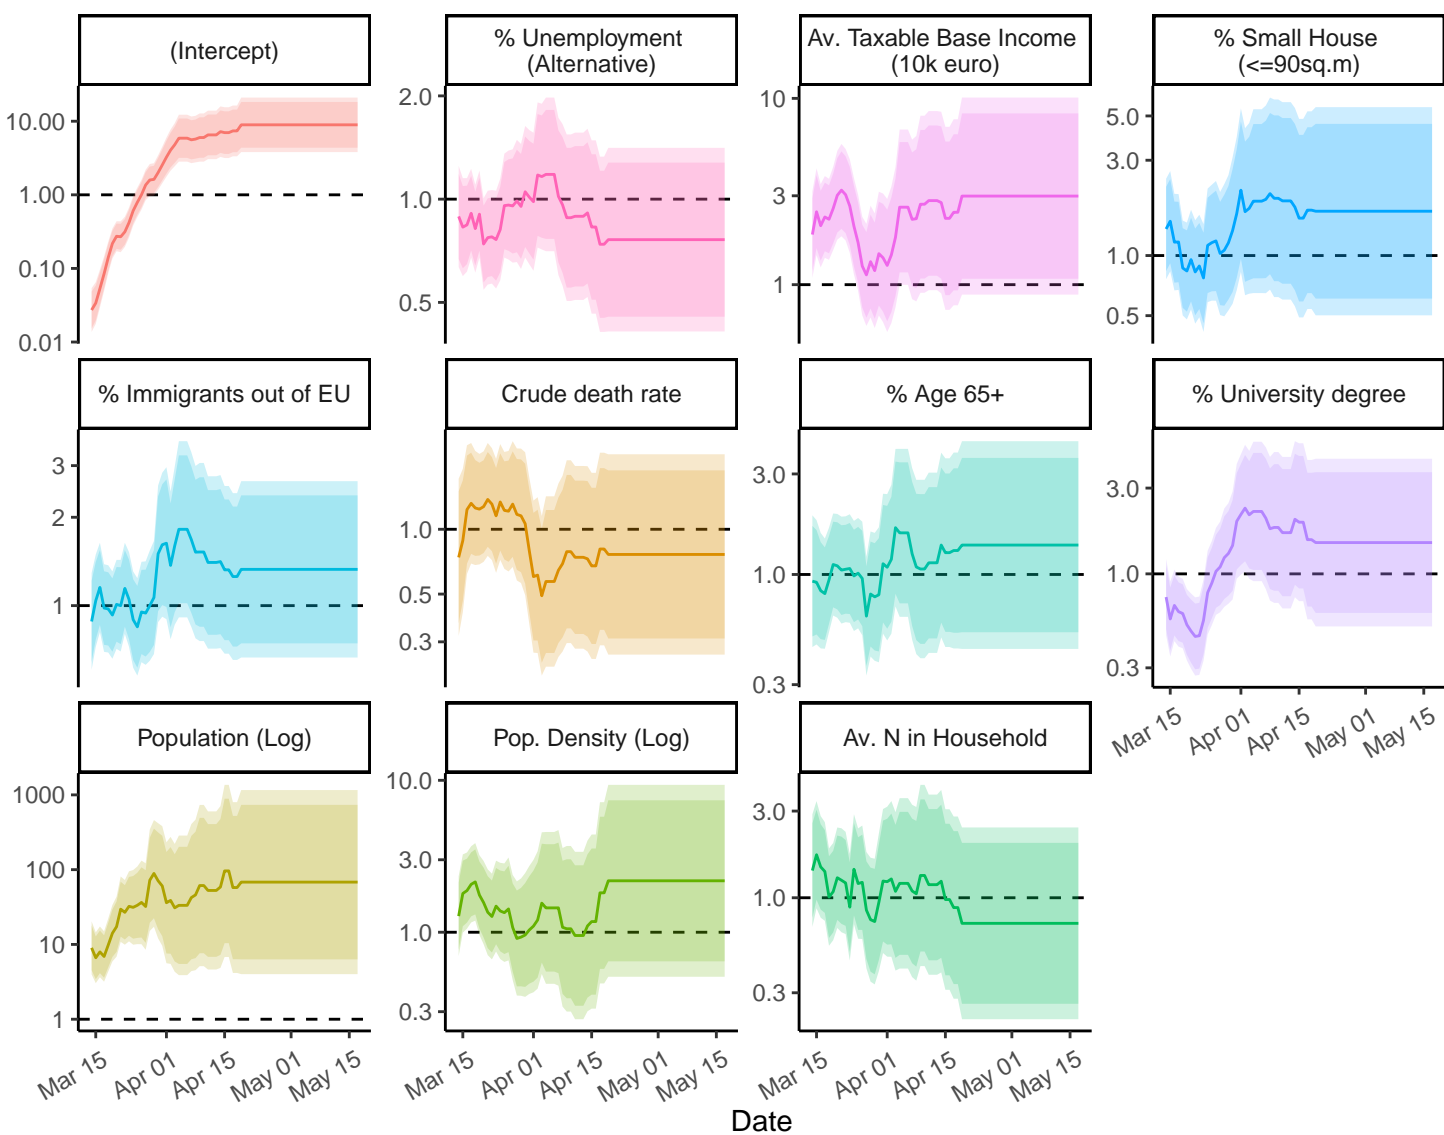 (Intercept)
% Unemployment
(Alternative)
Av. Taxable Base Income
(10k euro)
% Small House
(<=90sq.m)
10.00
1.00
0.10
0.01
2.0
1.0
0.5
10
3
1
5.0
3.0
1.0
0.5
% Immigrants out of EU
Crude death rate
% Age 65+
% University degree
3
2
1
1.0
0.5
0.3
3.0
1.0
0.3
3.0
1.0
0.3
Mar 15
Apr 01
Apr 15
May 01
May 15
Population (Log)
Pop. Density (Log)
Av. N in Household
1000
100
10
1
10.0
3.0
1.0
0.3
3.0
1.0
0.3
Mar 15
Apr 01
Apr 15
May 01
May 15
Mar 15
Apr 01
Apr 15
May 01
May 15
Mar 15
Apr 01
Apr 15
May 01
May 15
Date